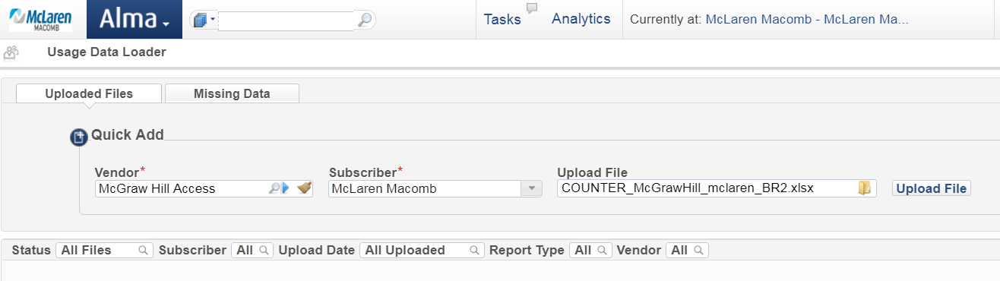 McLaren
MACOMB
Alma
Tasks
Analytics
Currently at: McLaren Macomb - McLaren Ma...
Usage Data Loader
Uploaded Files
Missing Data
Quick Add
Vendor*
Subscriber*
Upload File
McGraw Hill Access
McLaren Macomb
COUNTER_McGrawHill_mclaren_BR2.xlsx
Upload File
Status All Files Subscriber All Upload Date All Uploaded Report Type All Vendor All